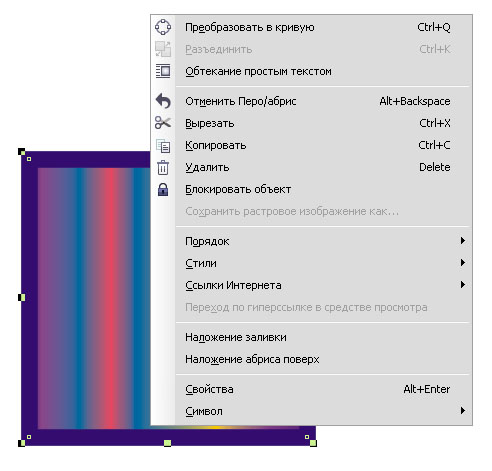 Преобразовать в кривую Ctrl+Q
Разъединить Ctrl+K
Обтекание простым текстом
Отменить Перо/абрис Alt+Backspace
Вырезать Ctrl+X
Копировать Ctrl+C
Удалить Delete
Блокировать объект
Сохранить растровое изображение как...
Порядок
Стили
Ссылки Интернета
Переход по гиперссылке в средстве просмотра
Наложение заливки
Наложение абриса поверх
Свойства Alt+Enter
Символ